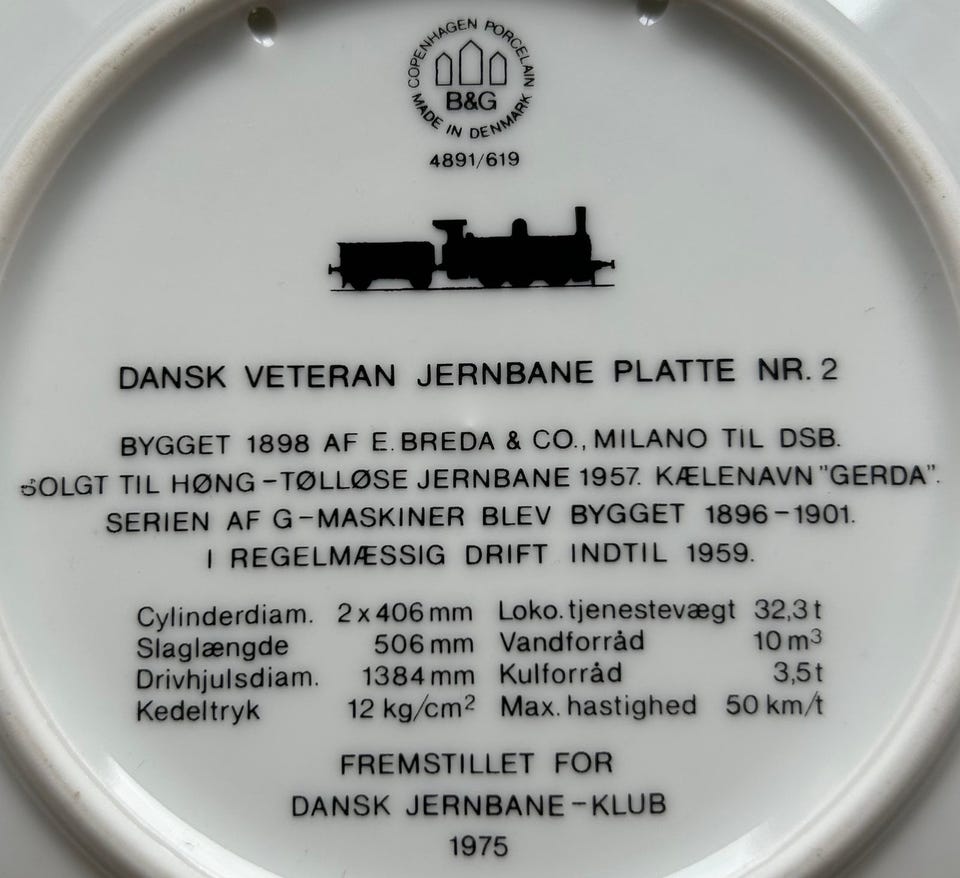 COPENHAGEN PORCELAIN
B&G
MADE IN DENMARK
4891/619
DANSK VETERAN JERNBANE PLATTE NR. 2
BYGGET 1898 AF E. BREDA & CO., MILANO TIL DSB.
SOLGT TIL HØNG-TØLLØSE JERNBANE 1957. KÆLENAVN "GERDA".
SERIEN AF G-MASKINER BLEV BYGGET 1896-1901.
I REGELMÆSSIG DRIFT INDTIL 1959.
Cylinderdiam. 2 x 406 mm Loko. tjenestevægt 32,3 t
Slaglængde 506 mm Vandforråd 10 m³
Drivhjulsdiam. 1384 mm Kulforråd 3,5 t
Kedeltryk 12 kg/cm² Max. hastighed 50 km/t
FREMSTILLET FOR
DANSK JERNBANE-KLUB
1975